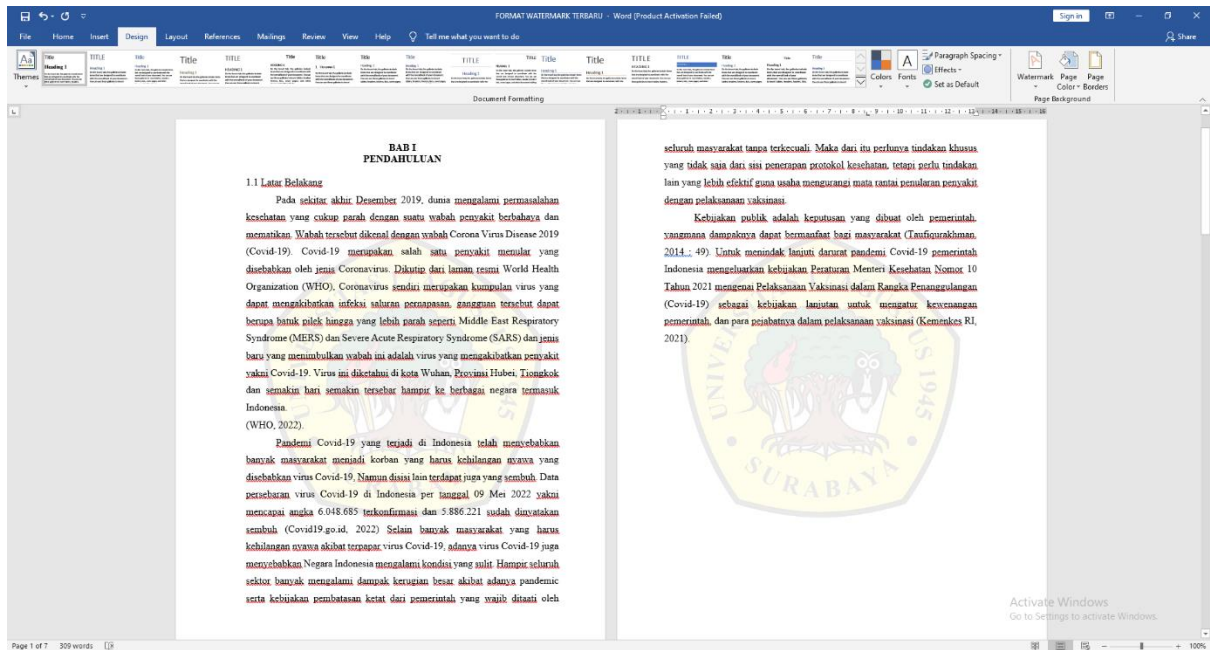 FORMAT WATERMARK TERBARU - Word (Product Activation Failed)
Sign in
File Home Insert Design Layout References Mailings Review View Help Tell me what you want to do
Share
Themes
Colors
Fonts
Paragraph Spacing
Effects
Set as Default
Watermark
Page Color
Page Borders
Document Formatting
Page Background
BAB I
PENDAHULUAN
1.1 Latar Belakang
Pada sekitar akhir Desember 2019, dunia mengalami permasalahan
kesehatan yang cukup parah dengan suatu wabah penyakit berbahaya dan
mematikan. Wabah tersebut dikenal dengan wabah Corona Virus Disease 2019
(Covid-19). Covid-19 merupakan salah satu penyakit menular yang
disebabkan oleh jenis Coronavirus. Dikutip dari laman resmi World Health
Organization (WHO), Coronavirus sendiri merupakan kumpulan virus yang
dapat mengakibatkan infeksi saluran pernapasan, gangguan tersebut dapat
berupa batuk pilek hingga yang lebih parah seperti Middle East Respiratory
Syndrome (MERS) dan Severe Acute Respiratory Syndrome (SARS) dan jenis
baru yang menimbulkan wabah ini adalah virus yang mengakibatkan penyakit
yakni Covid-19. Virus ini diketahui di kota Wuhan, Provinsi Hubei, Tiongkok
dan semakin hari semakin tersebar hampir ke berbagai negara termasuk
Indonesia.
(WHO, 2022).
Pandemi Covid-19 yang terjadi di Indonesia telah menyebabkan
banyak masyarakat menjadi korban yang harus kehilangan nyawa yang
disebabkan virus Covid-19, Namun disisi lain terdapat juga yang sembuh. Data
persebaran virus Covid-19 di Indonesia per tanggal 09 Mei 2022 yakni
mencapai angka 6.048.685 terkonfirmasi dan 5.886.221 sudah dinyatakan
sembuh (Covid19.go.id, 2022) Selain banyak masyarakat yang harus
kehilangan nyawa akibat terpapar virus Covid-19, adanya virus Covid-19 juga
menyebabkan Negara Indonesia mengalami kondisi yang sulit. Hampir seluruh
sektor banyak mengalami dampak kerugian besar akibat adanya pandemic
serta kebijakan pembatasan ketat dari pemerintah yang wajib ditaati oleh
seluruh masyarakat tanpa terkecuali. Maka dari itu perlunya tindakan khusus
yang tidak saja dari sisi penerapan protokol kesehatan, tetapi perlu tindakan
lain yang lebih efektif guna usaha mengurangi mata rantai penularan penyakit
dengan pelaksanaan vaksinasi.
Kebijakan publik adalah keputusan yang dibuat oleh pemerintah,
yangmana dampaknya dapat bermanfaat bagi masyarakat (Taufiqurakhman,
2014 : 49). Untuk menindak lanjuti darurat pandemi Covid-19 pemerintah
Indonesia mengeluarkan kebijakan Peraturan Menteri Kesehatan Nomor 10
Tahun 2021 mengenai Pelaksanaan Vaksinasi dalam Rangka Penanggulangan
(Covid-19) sebagai kebijakan lanjutan untuk mengatur kewenangan
pemerintah, dan para pejabatnya dalam pelaksanaan vaksinasi (Kemenkes RI,
2021).
SURABAYA
Activate Windows
Go to Settings to activate Windows.
Page 1 of 7 309 words
100%